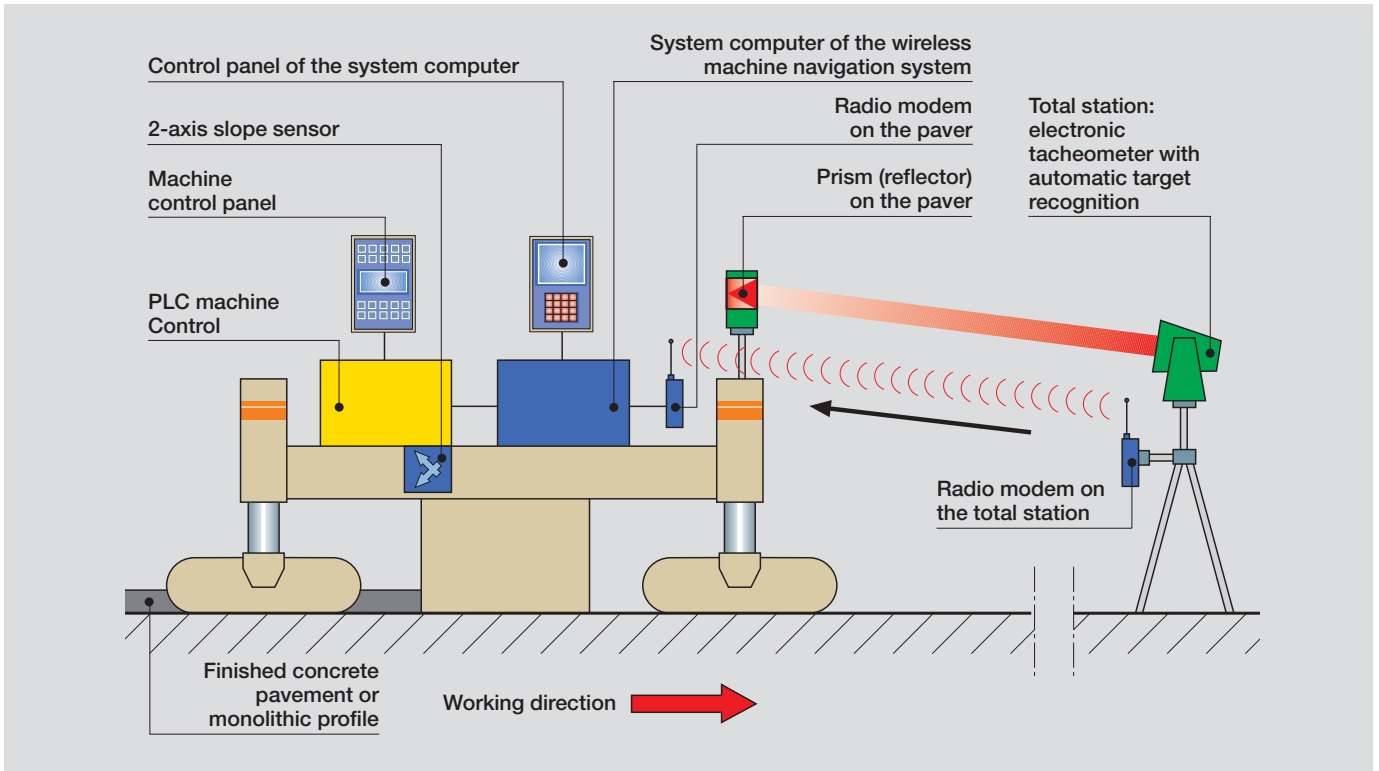 System computer of the wireless
machine navigation system
Control panel of the system computer
Radio modem
on the paver
Total station:
electronic
tacheometer with
automatic target
recognition
2-axis slope sensor
Machine
control panel
Prism (reflector)
on the paver
PLC machine
Control
Radio modem on
the total station
Finished concrete
pavement or
monolithic profile
Working direction